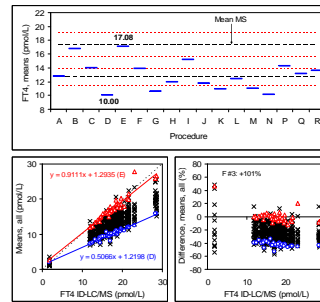 FT4, means (pmol/L)
20
18
16
14
12
10
8
17.08
Mean MS
10.00
A B C D E F G H I J K L M N O P Q R
Procedure
Means, all (pmol/L)
30
20
10
0
y = 0.9111x + 1.2935 (E)
y = 0.5066x + 1.2198 (D)
0 10 20 30
FT4 ID-LC/MS (pmol/L)
Difference, means, all (%)
80
60
40
20
0
-20
-40
-60
-80
F #3: +101%
0 10 20 30
FT4 ID-LC/MS (pmol/L)